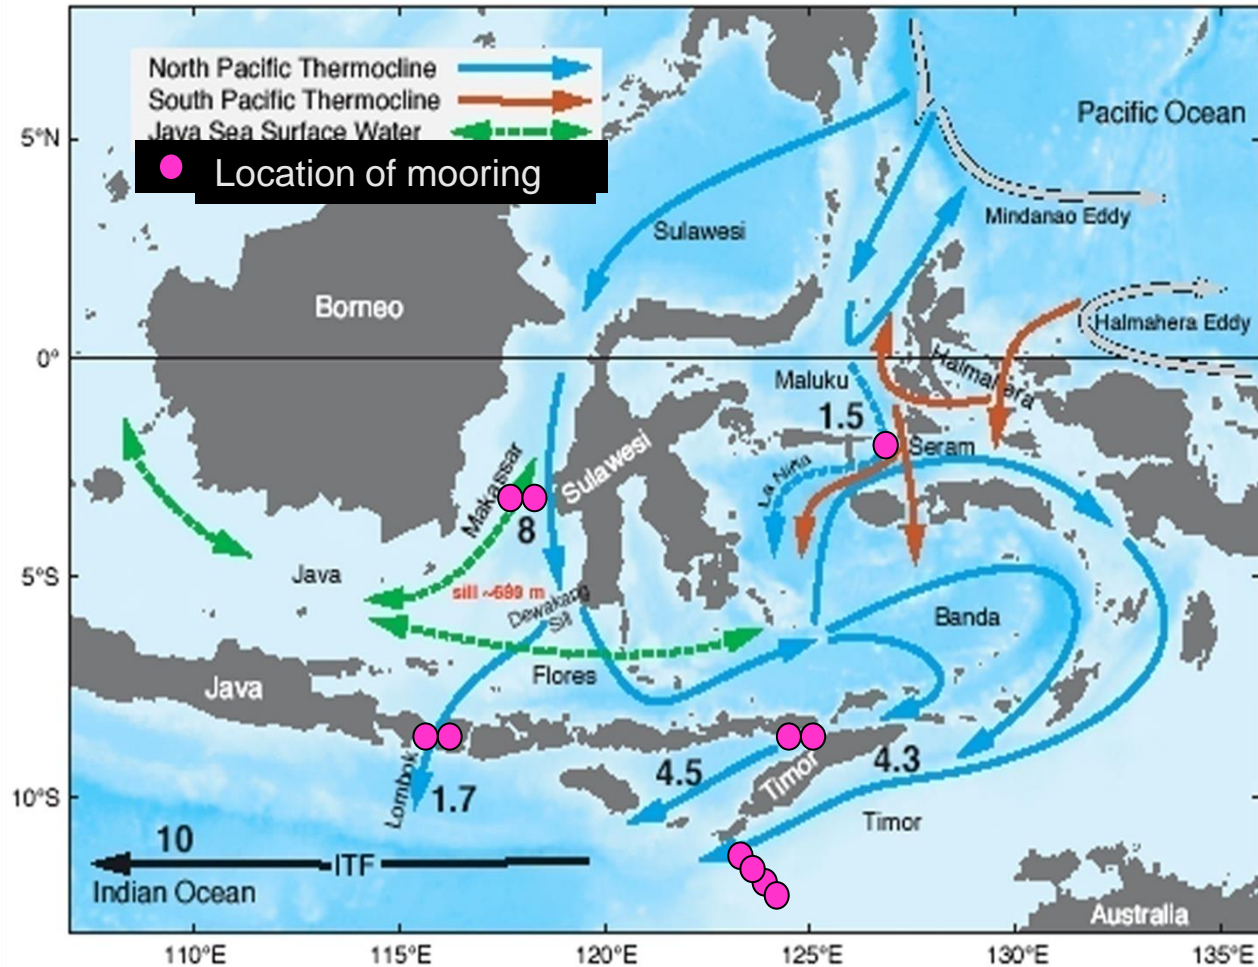 North Pacific Thermocline
South Pacific Thermocline
Java Sea Surface Water
Location of mooring
5°N
Pacific Ocean
Mindanao Eddy
Sulawesi
Borneo
Halmahera Eddy
0°
Halmahera
Maluku
1.5
Seram
La Niña
Makassar
Sulawesi
8
5°S
Java
sill ~680 m
Dewakang
Sill
Banda
Flores
Java
Lombok
1.7
4.5
Timor
4.3
10°S
Timor
10
ITF
Indian Ocean
Australia
110°E
115°E
120°E
125°E
130°E
135°E